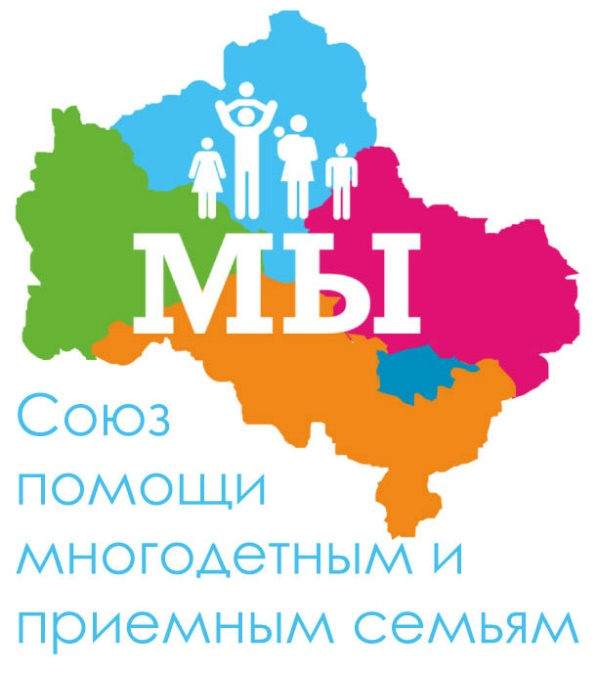 МЫ
Союз
помощи
многодетным и
приемным семьям